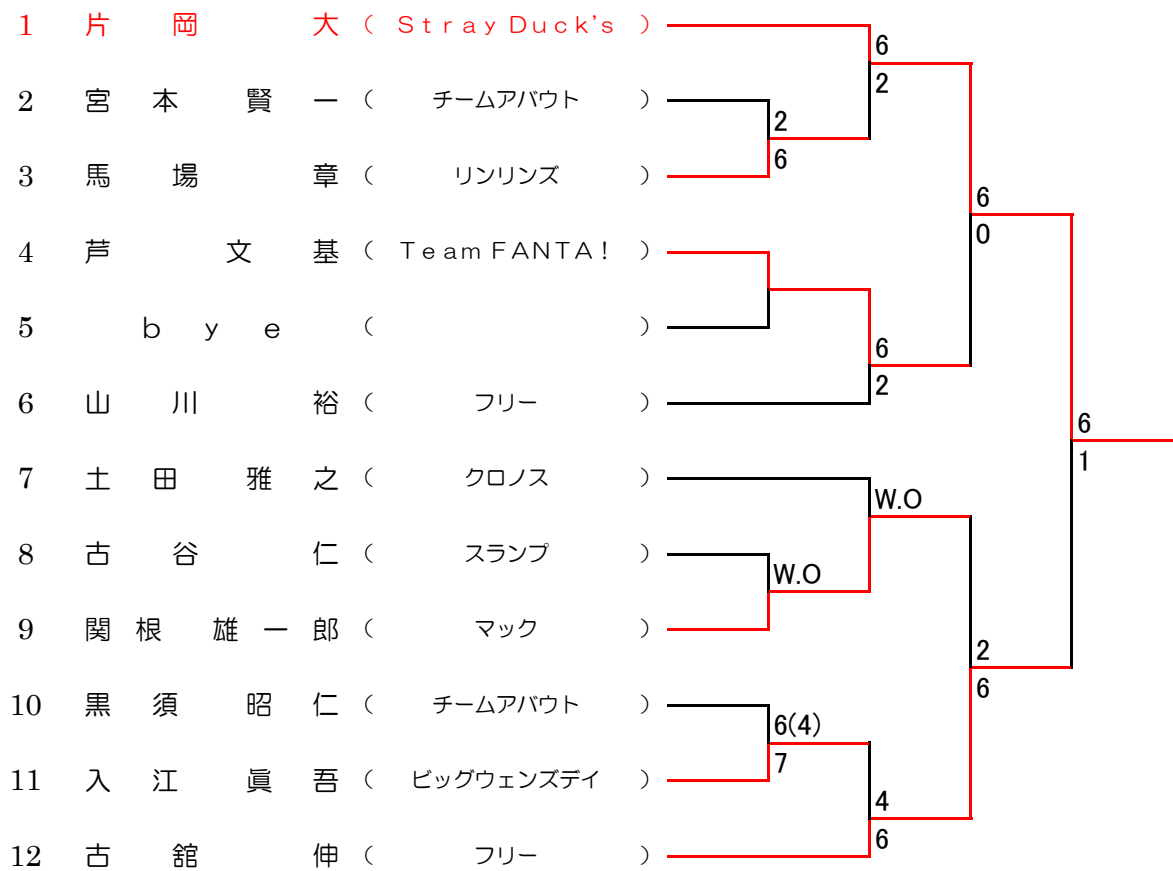 1 片岡 大 ( Stray Duck's )
6
2 宮本 賢一 ( チームアバウト ) 2
2 6
3 馬場 章 ( リンリンズ )
6
4 芦 文基 ( Team FANTA! ) 0
5 bye ( )
6
6 山川 裕 ( フリー ) 2
6
1
7 土田 雅之 ( クロノス )
W.O
8 古谷 仁 ( スランプ )
W.O
9 関根 雄一郎 ( マック )
2
6
10 黒須 昭仁 ( チームアバウト )
6(4)
7
11 入江 眞吾 ( ビッグウェンズデイ )
4
6
12 古舘 伸 ( フリー )